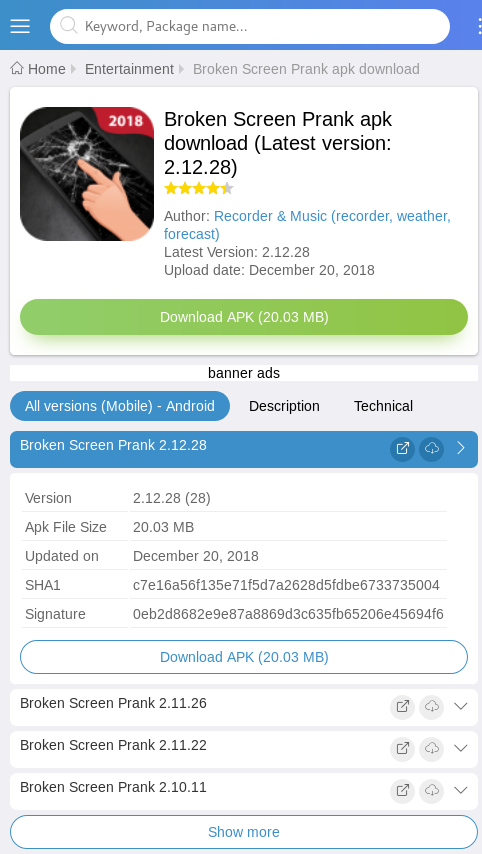 Keyword, Package name...
Home Entertainment Broken Screen Prank apk download
2018
Broken Screen Prank apk
download (Latest version:
2.12.28)
Author: Recorder & Music (recorder, weather,
forecast)
Latest Version: 2.12.28
Upload date: December 20, 2018
Download APK (20.03 MB)
banner ads
All versions (Mobile) - Android Description Technical
Broken Screen Prank 2.12.28
Version 2.12.28 (28)
Apk File Size 20.03 MB
Updated on December 20, 2018
SHA1 c7e16a56f135e71f5d7a2628d5fdbe6733735004
Signature 0eb2d8682e9e87a8869d3c635fb65206e45694f6
Download APK (20.03 MB)
Broken Screen Prank 2.11.26
Broken Screen Prank 2.11.22
Broken Screen Prank 2.10.11
Show more